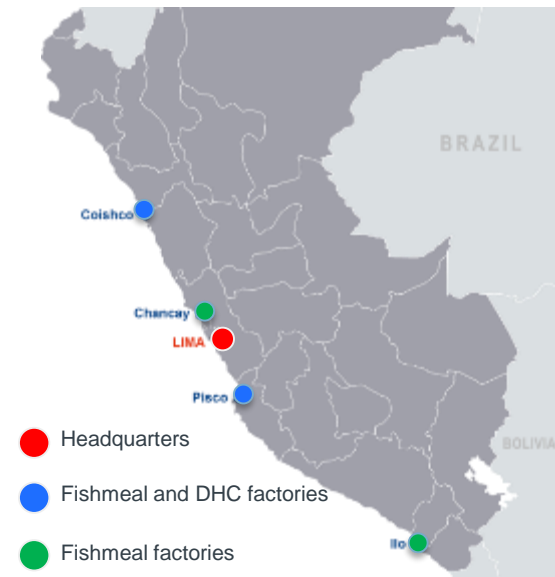 BRAZIL
Coishco
Chancay
LIMA
Pisco
Headquarters
BOLIVIA
Fishmeal and DHC factories
Ilo
Fishmeal factories